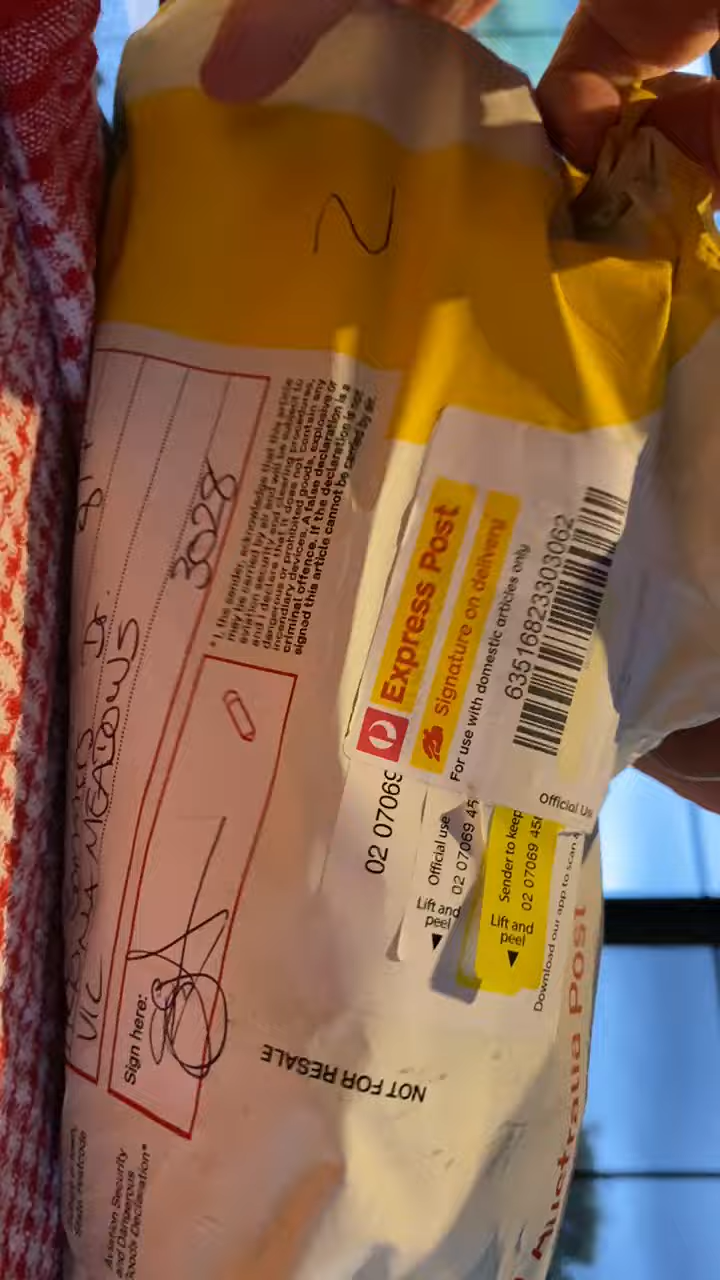 3028
VIC
* I, the sender, acknowledge that this article
may be carried by air and will be subject to
aviation security and clearing procedures,
and I declare that it does not contain any
dangerous or prohibited goods, explosive or
incendiary devices. A false declaration is a
criminal offence. If the declaration is not
signed this article cannot be carried by air.
Sign here:
State Postcode
Aviation Security
and Dangerous
Goods Declaration*
NOT FOR RESALE
Express Post
Signature on delivery
For use with domestic articles only
63516823303062
Official Us
02 0706
Official use
02 07069 45
Lift and
peel
Sender to keep
02 07069 45
Lift and
peel
Download our app to scan &
Australia Post